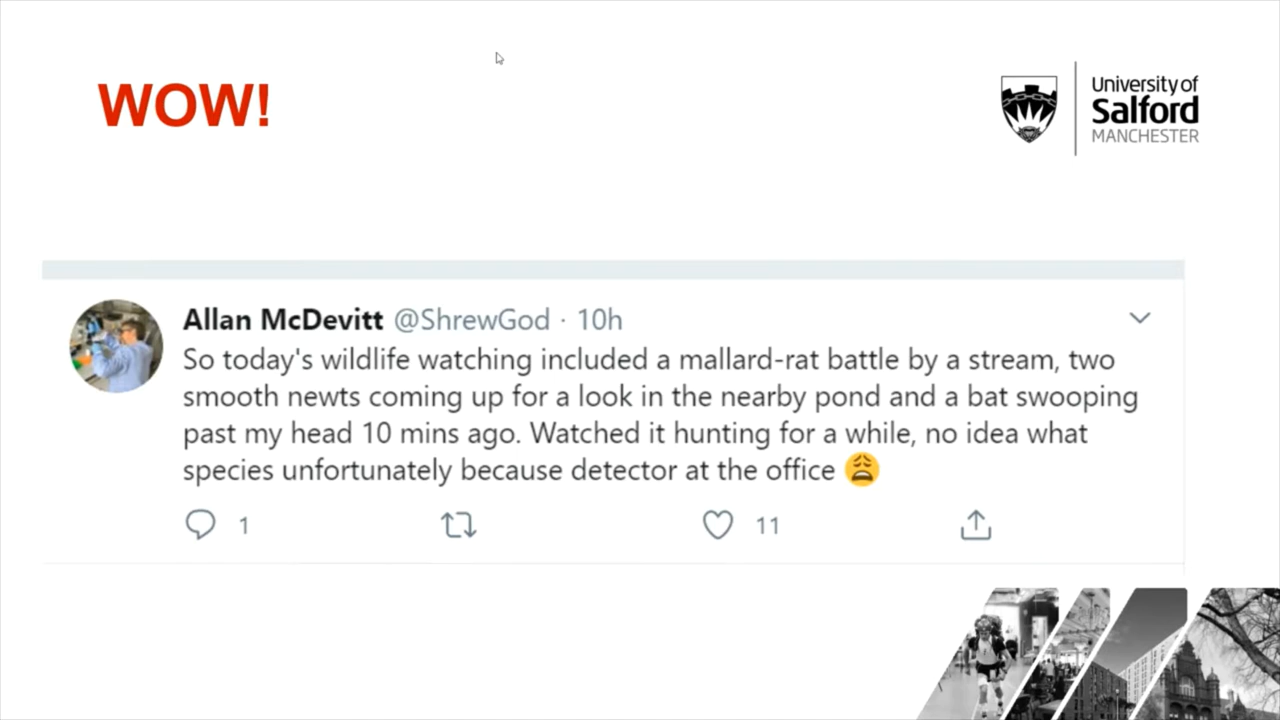 WOW!
University of
Salford
MANCHESTER
Allan McDevitt @ShrewGod · 10h
So today's wildlife watching included a mallard-rat battle by a stream, two
smooth newts coming up for a look in the nearby pond and a bat swooping
past my head 10 mins ago. Watched it hunting for a while, no idea what
species unfortunately because detector at the office 😩
1
11